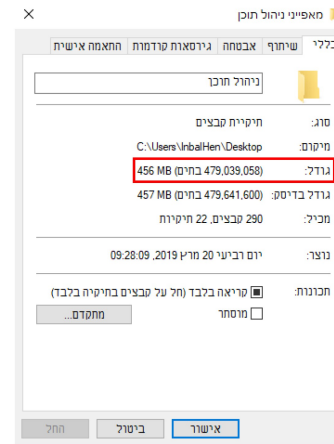 מאפייני ניהול תוכן
כללי שיתוף אבטחה גירסאות קודמות התאמה אישית
ניהול תוכן
סוג: תיקיית קבצים
מיקום: C:\Users\InbalHen\Desktop
גודל: 456 MB (479,039,058 בתים)
גודל בדיסק: 457 MB (479,641,600 בתים)
מכיל: 290 קבצים, 22 תיקיות
נוצר: יום רביעי 20 מרץ 2019, 09:28:09
תכונות: קריאה בלבד (חל על קבצים בתיקיה בלבד)
מוסתר
מתקדם...
אישור ביטול החל